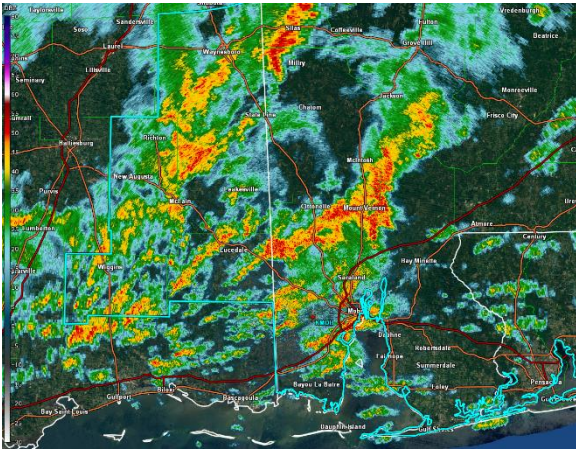 Taylorsville
Sandersville
Soso
Laurel
Waynesboro
Silas
Coffeeville
Fulton
Vredenburgh
Grove Hill
Beatrice
Seminary
Ellisville
Millry
Jackson
Monroeville
Chatom
State Line
Frisco City
Hattiesburg
Richton
McIntosh
Purvis
New Augusta
Leakesville
McLain
Citronelle
Mount Vernon
Lumberton
Atmore
Century
Lucedale
Wiggins
Bay Minette
Saraland
KMOB
Daphne
Robertsdale
Fairhope
Summerdale
Pensacola
Biloxi
Gulfport
Pascagoula
Bayou La Batre
Foley
Bay Saint Louis
Dauphin Island
Gulf Shores